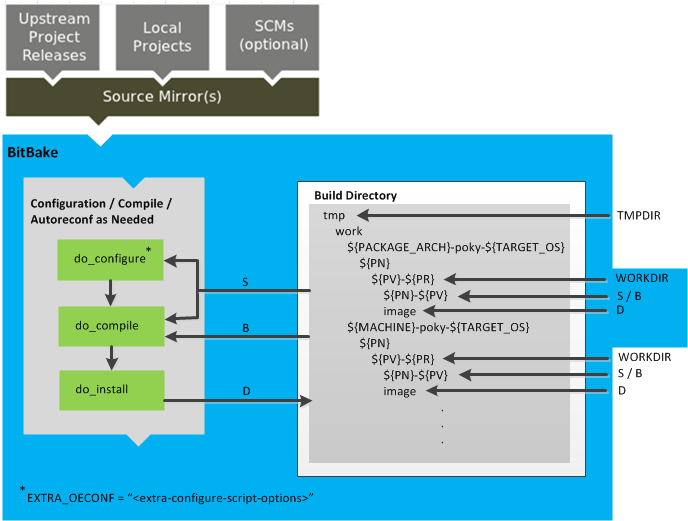 Upstream
Project
Releases
Local
Projects
SCMs
(optional)
Source Mirror(s)
BitBake
Configuration / Compile /
Autoreconf as Needed
do_configure*
do_compile
do_install
S
B
D
Build Directory
tmp
work
${PACKAGE_ARCH}-poky-${TARGET_OS}
${PN}
${PV}-${PR}
${PN}-${PV}
image
${MACHINE}-poky-${TARGET_OS}
${PN}
${PV}-${PR}
${PN}-${PV}
image
.
.
.
TMPDIR
WORKDIR
S / B
D
WORKDIR
S / B
D
* EXTRA_OECONF = “<extra-configure-script-options>”